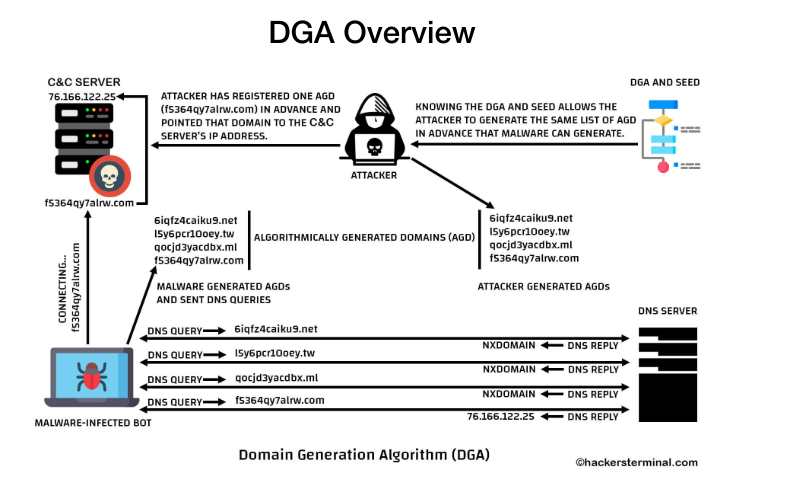 DGA Overview
C&C SERVER
76.166.122.25
f5364qy7alrw.com
ATTACKER HAS REGISTERED ONE AGD
(f5364qy7alrw.com) IN ADVANCE AND
POINTED THAT DOMAIN TO THE C&C
SERVER'S IP ADDRESS.
ATTACKER
KNOWING THE DGA AND SEED ALLOWS THE
ATTACKER TO GENERATE THE SAME LIST OF AGD
IN ADVANCE THAT MALWARE CAN GENERATE.
DGA AND SEED
CONNECTING...
f5364qy7alrw.com
6iqfz4caiku9.net
l5y6pcr10oey.tw
qocjd3yacdbx.ml
f5364qy7alrw.com
ALGORITHMICALLY GENERATED DOMAINS (AGD)
6iqfz4caiku9.net
l5y6pcr10oey.tw
qocjd3yacdbx.ml
f5364qy7alrw.com
MALWARE GENERATED AGDs
AND SENT DNS QUERIES
ATTACKER GENERATED AGDs
DNS SERVER
DNS QUERY 6iqfz4caiku9.net
NXDOMAIN DNS REPLY
DNS QUERY l5y6pcr10oey.tw
NXDOMAIN DNS REPLY
DNS QUERY qocjd3yacdbx.ml
NXDOMAIN DNS REPLY
DNS QUERY f5364qy7alrw.com
76.166.122.25 DNS REPLY
MALWARE-INFECTED BOT
Domain Generation Algorithm (DGA)
©hackersterminal.com